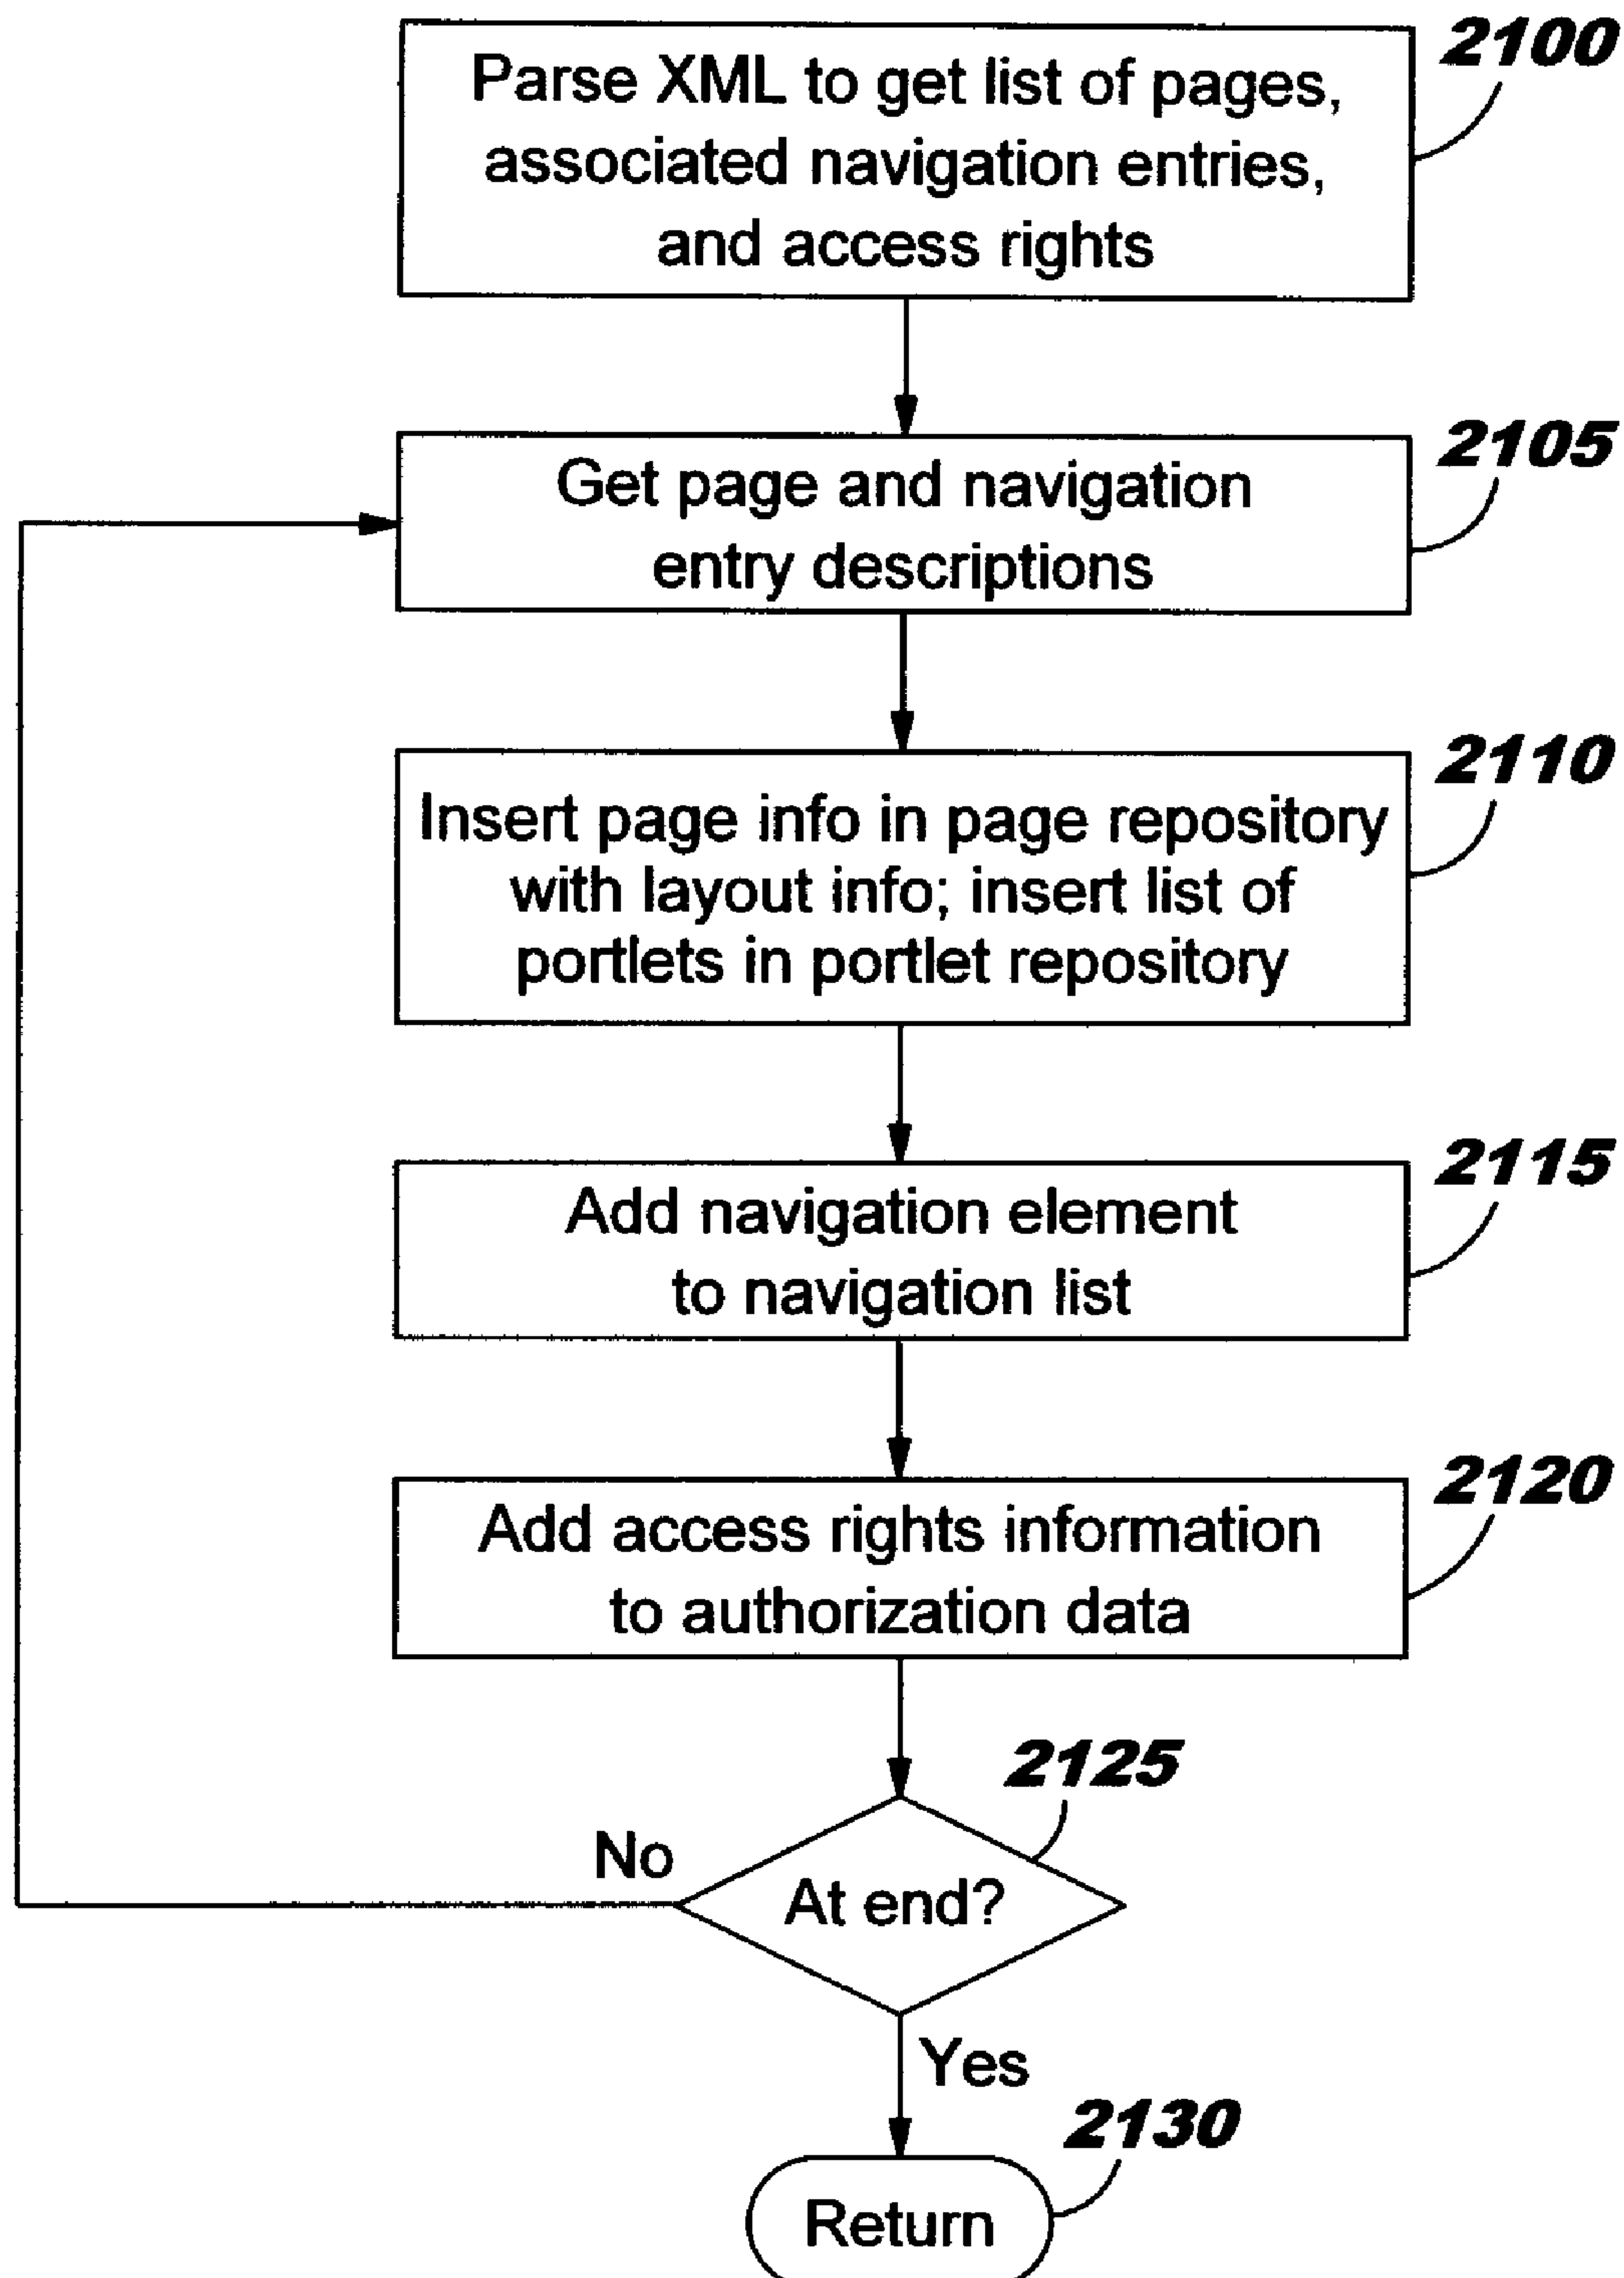 2100
Parse XML to get list of pages,
associated navigation entries,
and access rights
2105
Get page and navigation
entry descriptions
2110
Insert page info in page repository
with layout info; insert list of
portlets in portlet repository
2115
Add navigation element
to navigation list
2120
Add access rights information
to authorization data
2125
No
At end?
Yes
2130
Return